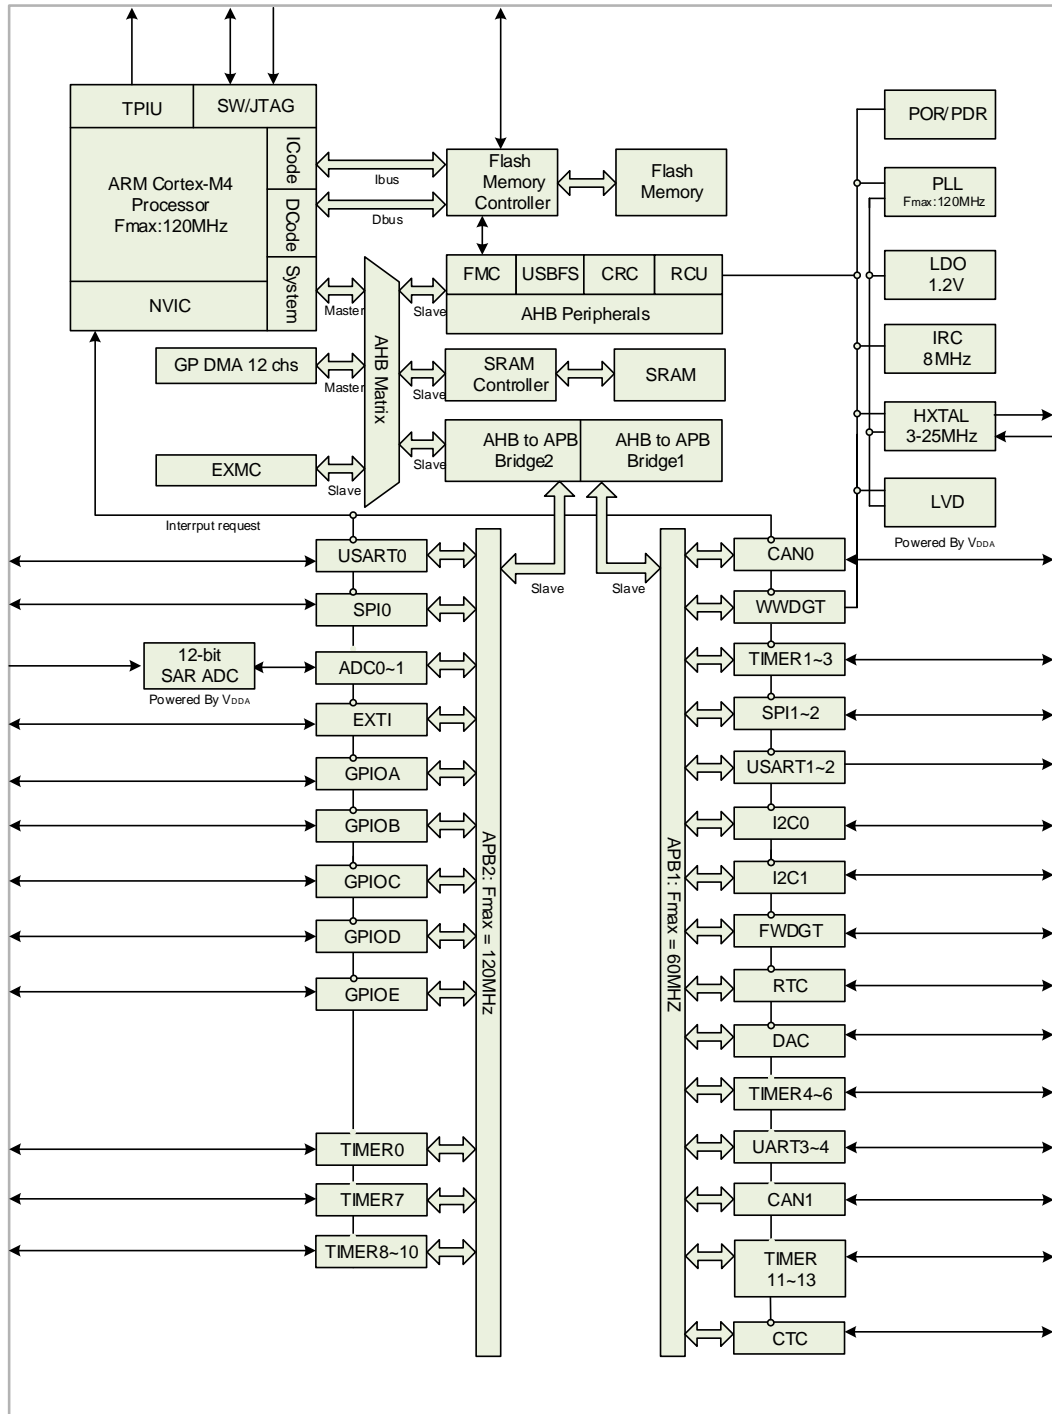 TPIU
SW/JTAG
ARM Cortex-M4
Processor
Fmax:120MHz
ICode
DCode
System
NVIC
Ibus
Dbus
Flash
Memory
Controller
Flash
Memory
POR/PDR
PLL
Fmax:120MHz
LDO
1.2V
IRC
8MHz
HXTAL
3-25MHz
LVD
Powered By VDDA
FMC
USBFS
CRC
RCU
AHB Peripherals
Master
Slave
GP DMA 12 chs
Master
AHB Matrix
Slave
SRAM
Controller
SRAM
EXMC
Slave
Slave
AHB to APB
Bridge2
AHB to APB
Bridge1
Interrput request
Slave
Slave
USART0
SPI0
12-bit
SAR ADC
Powered By VDDA
ADC0~1
EXTI
GPIOA
GPIOB
GPIOC
GPIOD
GPIOE
TIMER0
TIMER7
TIMER8~10
APB2: Fmax = 120MHz
APB1: Fmax = 60MHZ
CAN0
WWDGT
TIMER1~3
SPI1~2
USART1~2
I2C0
I2C1
FWDGT
RTC
DAC
TIMER4~6
UART3~4
CAN1
TIMER
11~13
CTC